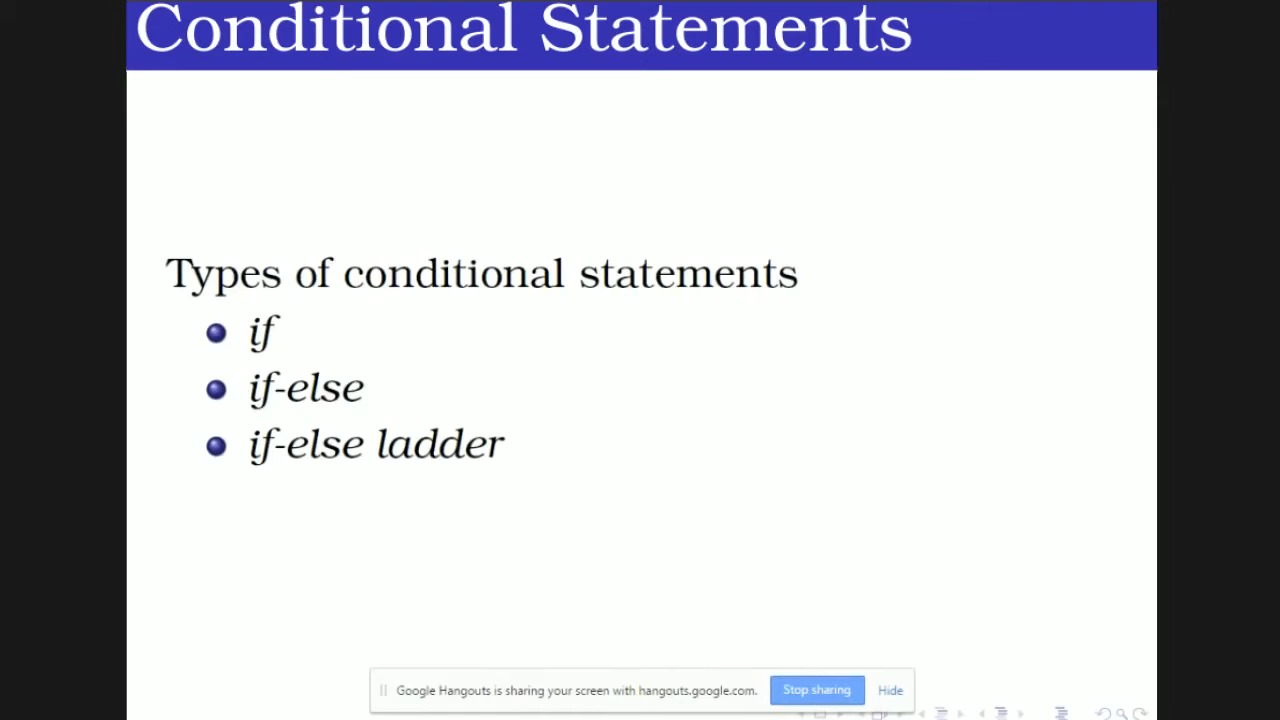 Conditional Statements
Types of conditional statements
if
if-else
if-else ladder
Google Hangouts is sharing your screen with hangouts.google.com. Stop sharing Hide